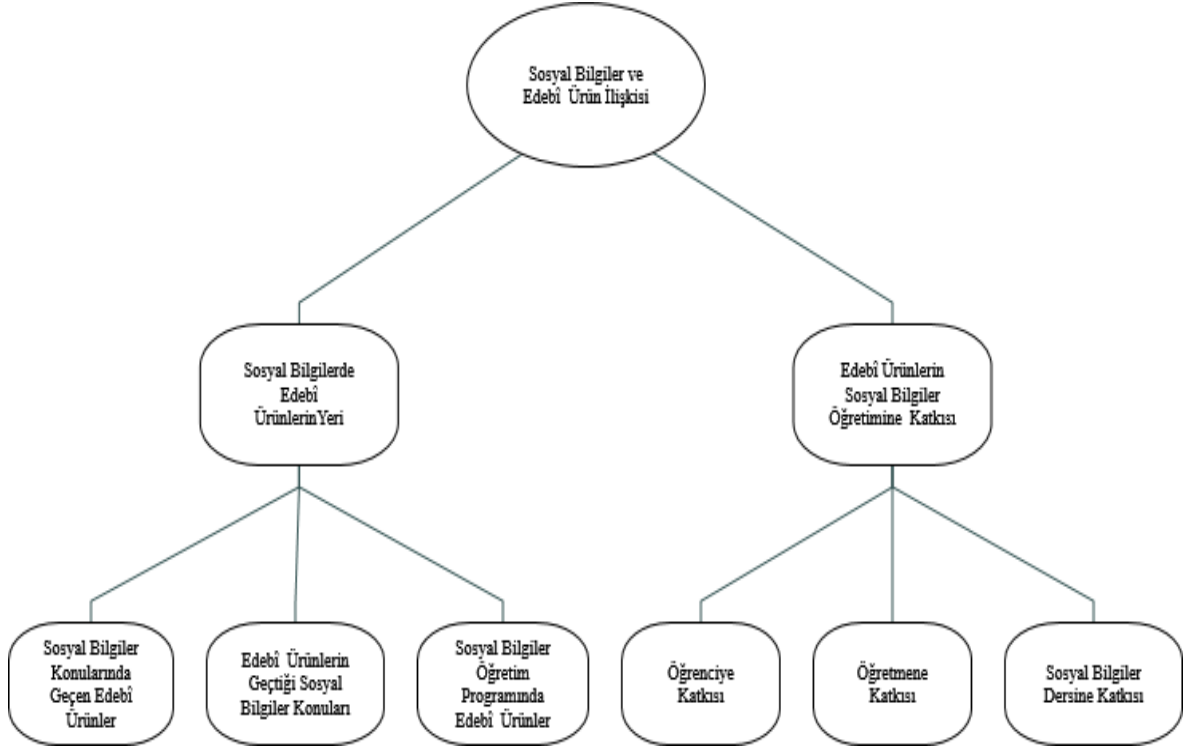 Sosyal Bilgiler ve
Edebî Ürün İlişkisi
Sosyal Bilgilerde
Edebî
ÜrünlerinYeri
Edebî Ürünlerin
Sosyal Bilgiler
Öğretimine Katkısı
Sosyal Bilgiler
Konularında
Geçen Edebî
Ürünler
Edebî Ürünlerin
Geçtiği Sosyal
Bilgiler Konuları
Sosyal Bilgiler
Öğretim
Programında
Edebî Ürünler
Öğrenciye
Katkısı
Öğretmene
Katkısı
Sosyal Bilgiler
Dersine Katkısı